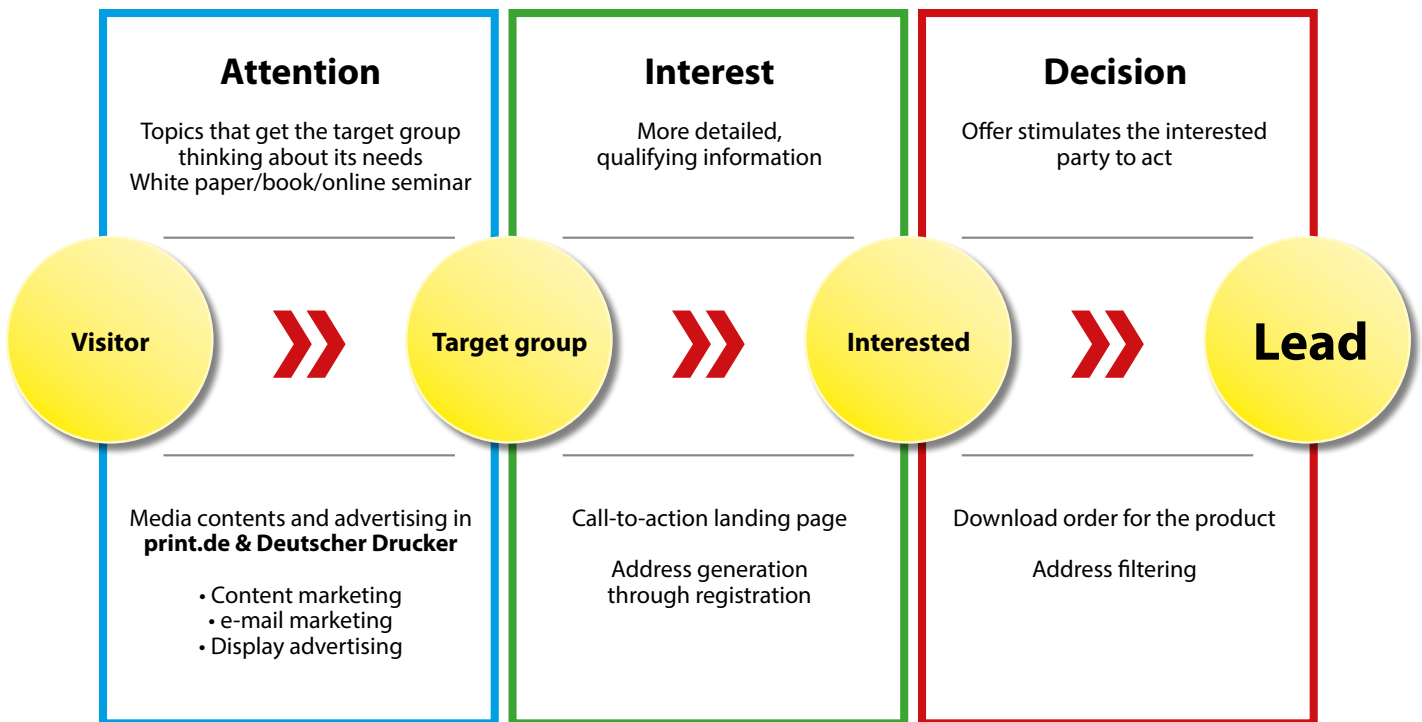 Attention
Topics that get the target group
thinking about its needs
White paper/book/online seminar
Interest
More detailed,
qualifying information
Decision
Offer stimulates the interested
party to act
Visitor
Target group
Interested
Lead
Media contents and advertising in
print.de & Deutscher Drucker
• Content marketing
• e-mail marketing
• Display advertising
Call-to-action landing page
Address generation
through registration
Download order for the product
Address filtering